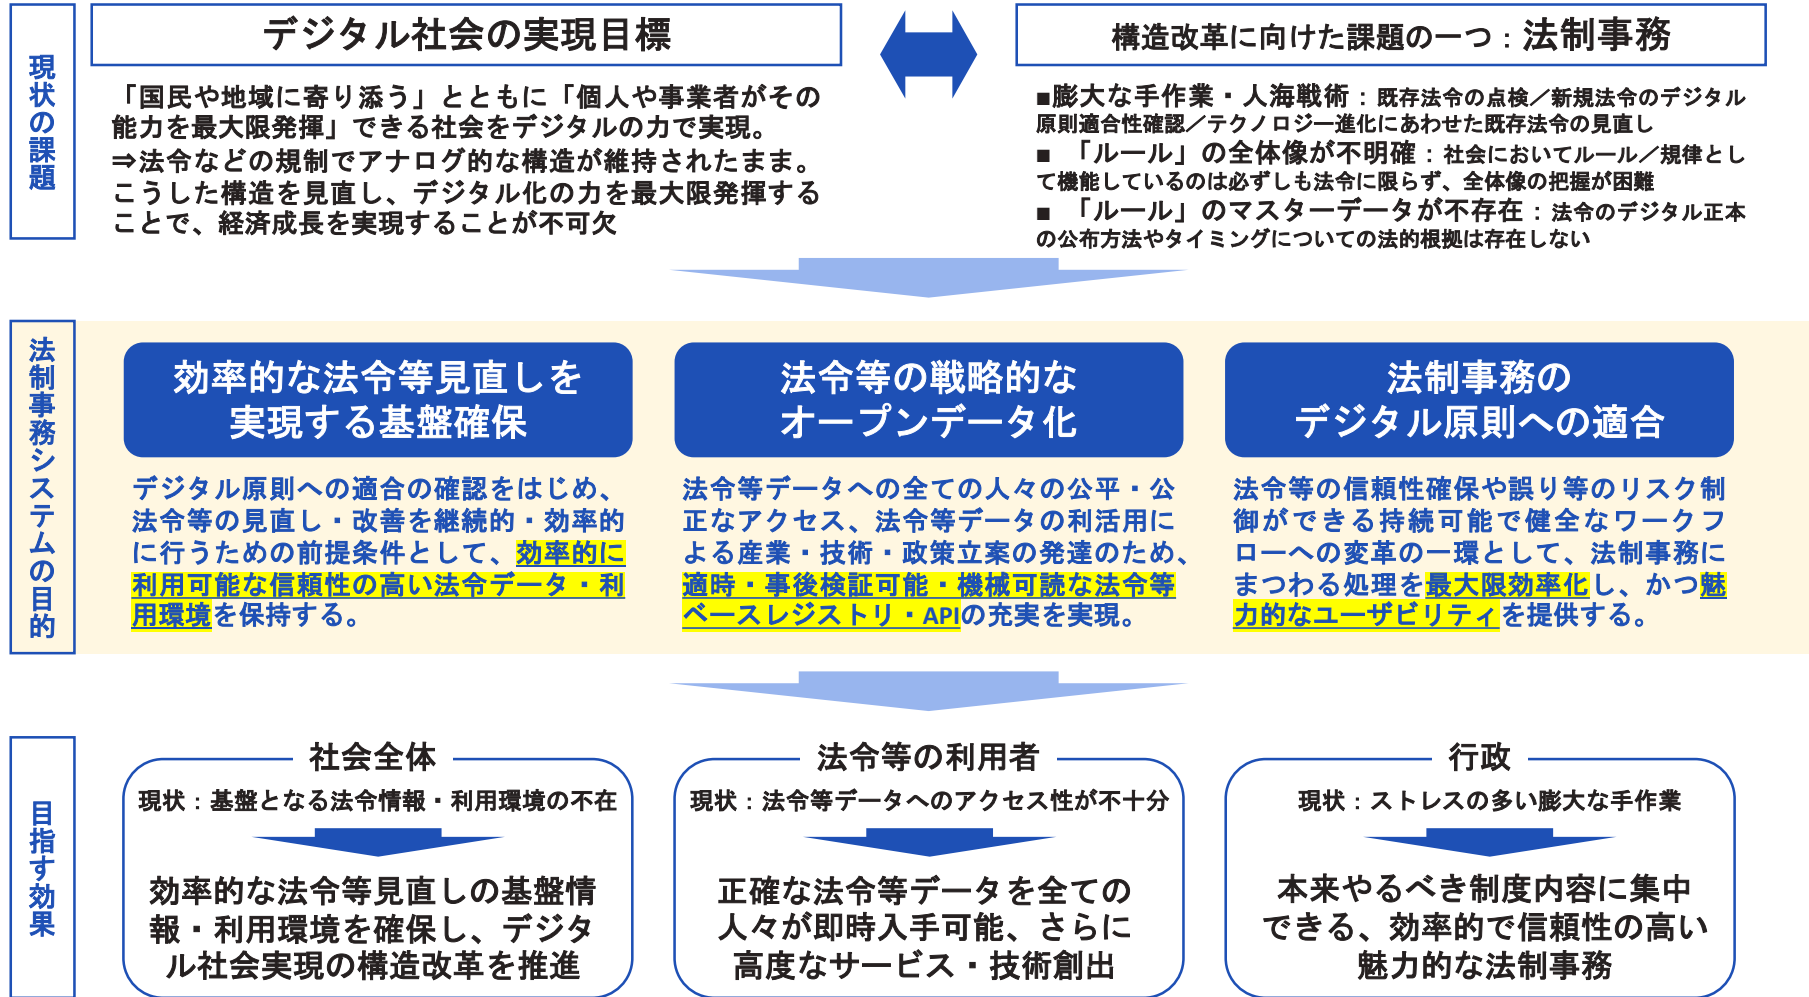 現状の課題
デジタル社会の実現目標
「国民や地域に寄り添う」とともに「個人や事業者がその
能力を最大限発揮」できる社会をデジタルの力で実現。
⇒法令などの規制でアナログ的な構造が維持されたまま。
こうした構造を見直し、デジタル化の力を最大限発揮する
ことで、経済成長を実現することが不可欠
構造改革に向けた課題の一つ：法制事務
■膨大な手作業・人海戦術：既存法令の点検／新規法令のデジタル
原則適合性確認／テクノロジー進化にあわせた既存法令の見直し
■ 「ルール」の全体像が不明確：社会においてルール／規律とし
て機能しているのは必ずしも法令に限らず、全体像の把握が困難
■ 「ルール」のマスターデータが不存在：法令のデジタル正本
の公布方法やタイミングについての法的根拠は存在しない
法制事務システムの目的
効率的な法令等見直しを
実現する基盤確保
デジタル原則への適合の確認をはじめ、
法令等の見直し・改善を継続的・効率的
に行うための前提条件として、効率的に
利用可能な信頼性の高い法令データ・利
用環境を保持する。
法令等の戦略的な
オープンデータ化
法令等データへの全ての人々の公平・公
正なアクセス、法令等データの利活用に
よる産業・技術・政策立案の発達のため、
適時・事後検証可能・機械可読な法令等
ベースレジストリ・APIの充実を実現。
法制事務の
デジタル原則への適合
法令等の信頼性確保や誤り等のリスク制
御ができる持続可能で健全なワークフ
ローへの変革の一環として、法制事務に
まつわる処理を最大限効率化し、かつ魅
力的なユーザビリティを提供する。
目指す効果
社会全体
現状：基盤となる法令情報・利用環境の不在
効率的な法令等見直しの基盤情
報・利用環境を確保し、デジタ
ル社会実現の構造改革を推進
法令等の利用者
現状：法令等データへのアクセス性が不十分
正確な法令等データを全ての
人々が即時入手可能、さらに
高度なサービス・技術創出
行政
現状：ストレスの多い膨大な手作業
本来やるべき制度内容に集中
できる、効率的で信頼性の高い
魅力的な法制事務